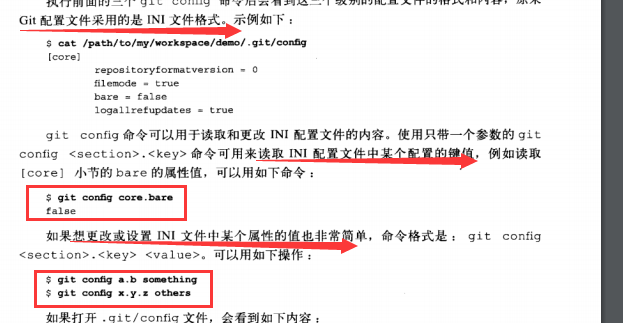 执行前面的三个 git config 命令后会看到这三个级别的配置文件的格式和内容，原来
Git 配置文件采用的是 INI 文件格式。示例如下：
$ cat /path/to/my/workspace/demo/.git/config
[core]
repositoryformatversion = 0
filemode = true
bare = false
logallrefupdates = true
git config 命令可以用于读取和更改 INI 配置文件的内容。使用只带一个参数的 git
config <section>.<key> 命令可用来读取 INI 配置文件中某个配置的键值，例如读取
[core] 小节的 bare 的属性值，可以用如下命令：
$ git config core.bare
false
如果想更改或设置 INI 文件中某个属性的值也非常简单，命令格式是：git config
<section>.<key> <value>。可以用如下操作：
$ git config a.b something
$ git config x.y.z others
如果打开 .git/config 文件，会看到如下内容：